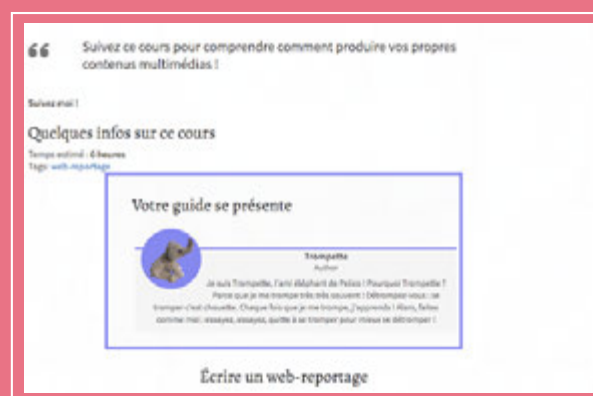 Suivez ce cours pour comprendre comment produire vos propres
contenus multimédias !
Suivez moi !
Quelques infos sur ce cours
Temps estimé : 6 heures
Tags: web-reportage
Votre guide se présente
Trompette
Author
Je suis Trompette, l'ami éléphant de Pelico ! Pourquoi Trompette ?
Parce que je me trompe très très souvent ! Détrompez-vous : se
tromper c'est chouette. Chaque fois que je me trompe, j'apprends ! Alors, faites
comme moi : essayez, essayez, quitte à se tromper pour mieux se détromper !
Écrire un web-reportage